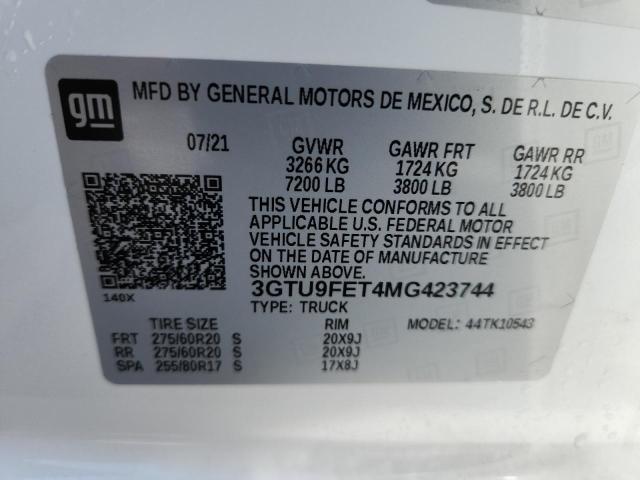 gm MFD BY GENERAL MOTORS DE MEXICO, S. DE R.L. DE C.V.
07/21 GVWR GAWR FRT GAWR RR
3266 KG 1724 KG 1724 KG
7200 LB 3800 LB 3800 LB
THIS VEHICLE CONFORMS TO ALL
APPLICABLE U.S. FEDERAL MOTOR
VEHICLE SAFETY STANDARDS IN EFFECT
ON THE DATE OF MANUFACTURE
SHOWN ABOVE.
140X 3GTU9FET4MG423744
TYPE: TRUCK
TIRE SIZE RIM MODEL: 44TK10543
FRT 275/60R20 S 20X9J
RR 275/60R20 S 20X9J
SPA 255/80R17 S 17X8J